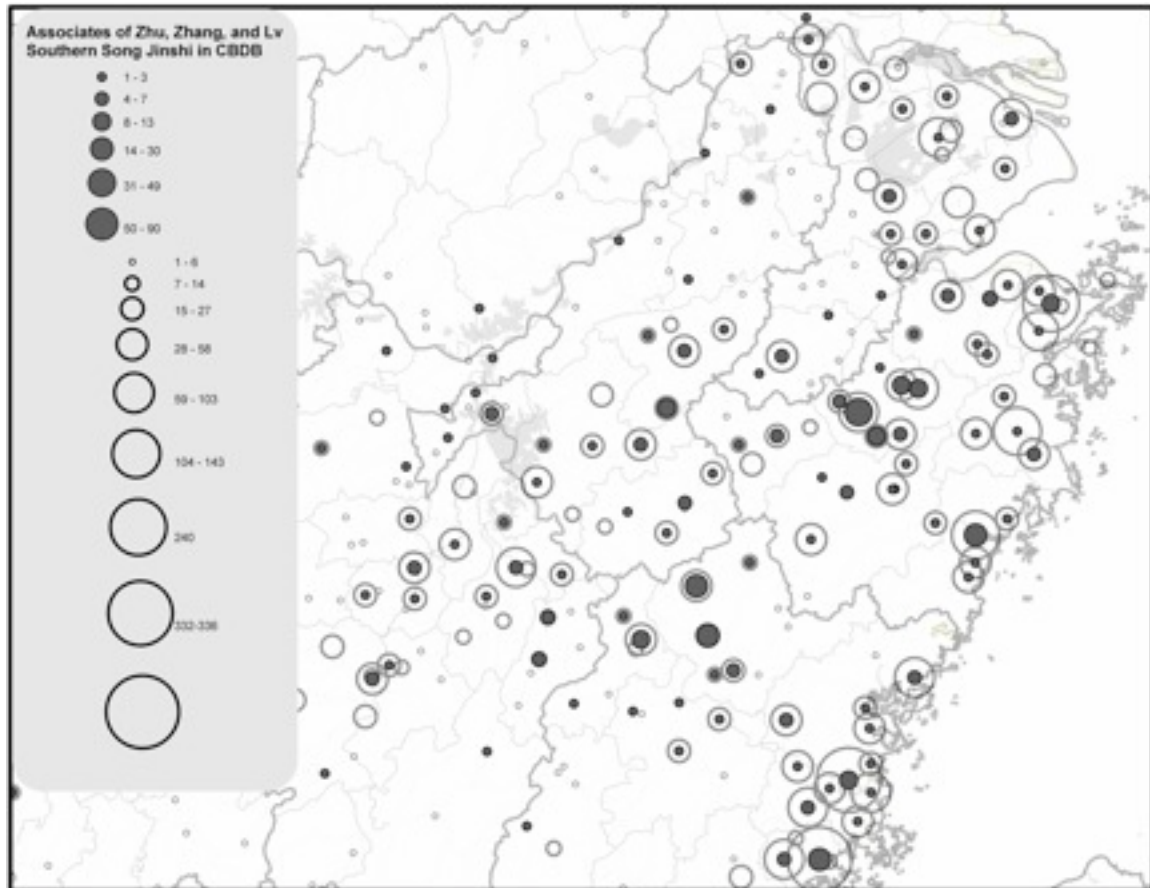 Associates of Zhu, Zhang, and Lv
Southern Song Jinshi in CBDB
1 - 3
4 - 7
8 - 13
14 - 30
31 - 49
50 - 90
1 - 6
7 - 14
15 - 27
28 - 58
59 - 103
104 - 143
240
332-336